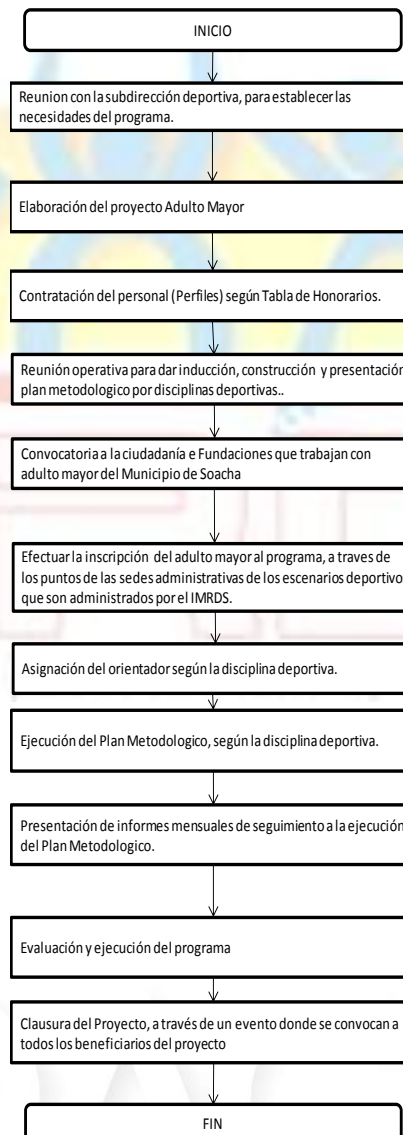 INICIO
Reunion con la subdirección deportiva, para establecer las
necesidades del programa.
Elaboración del proyecto Adulto Mayor
Contratación del personal (Perfiles) según Tabla de Honorarios.
Reunión operativa para dar inducción, construcción y presentación
plan metodologico por disciplinas deportivas..
Convocatoria a la ciudadanía e Fundaciones que trabajan con
adulto mayor del Municipio de Soacha
Efectuar la inscripción del adulto mayor al programa, a traves de
los puntos de las sedes administrativas de los escenarios deportivo
que son administrados por el IMRDS.
Asignación del orientador según la disciplina deportiva.
Ejecución del Plan Metodologico, según la disciplina deportiva.
Presentación de informes mensuales de seguimiento a la ejecución
del Plan Metodologico.
Evaluación y ejecución del programa
Clausura del Proyecto, a través de un evento donde se convocan a
todos los beneficiarios del proyecto
FIN